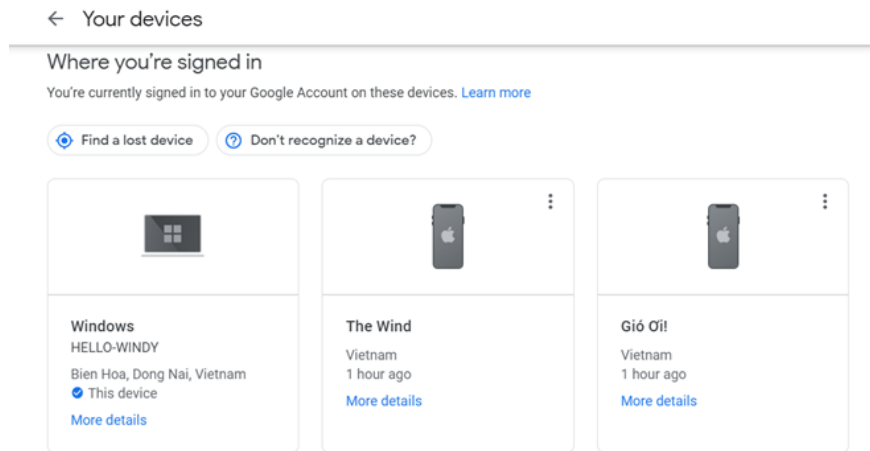 Your devices
Where you're signed in
You're currently signed in to your Google Account on these devices. Learn more
Find a lost device
Don't recognize a device?
Windows
HELLO-WINDY
Bien Hoa, Dong Nai, Vietnam
This device
More details
The Wind
Vietnam
1 hour ago
More details
Gió Ơi!
Vietnam
1 hour ago
More details